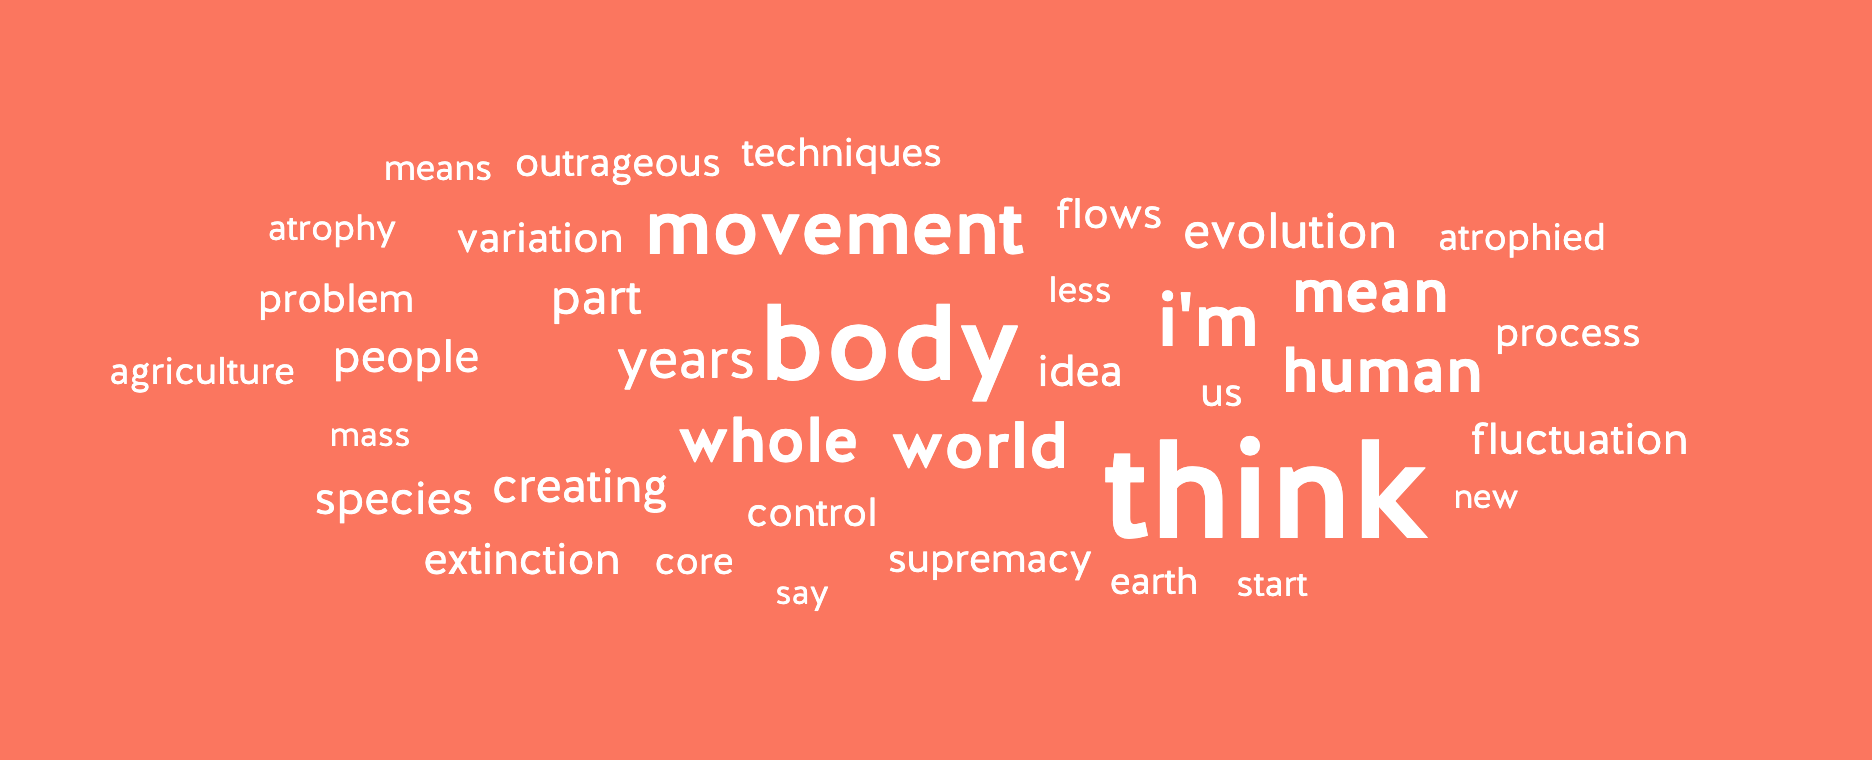 means outrageous techniques
atrophy variation movement flows evolution atrophied
problem part less i'm mean
agriculture people years body idea us human process
mass whole world think fluctuation
species creating control new
extinction core say supremacy earth start